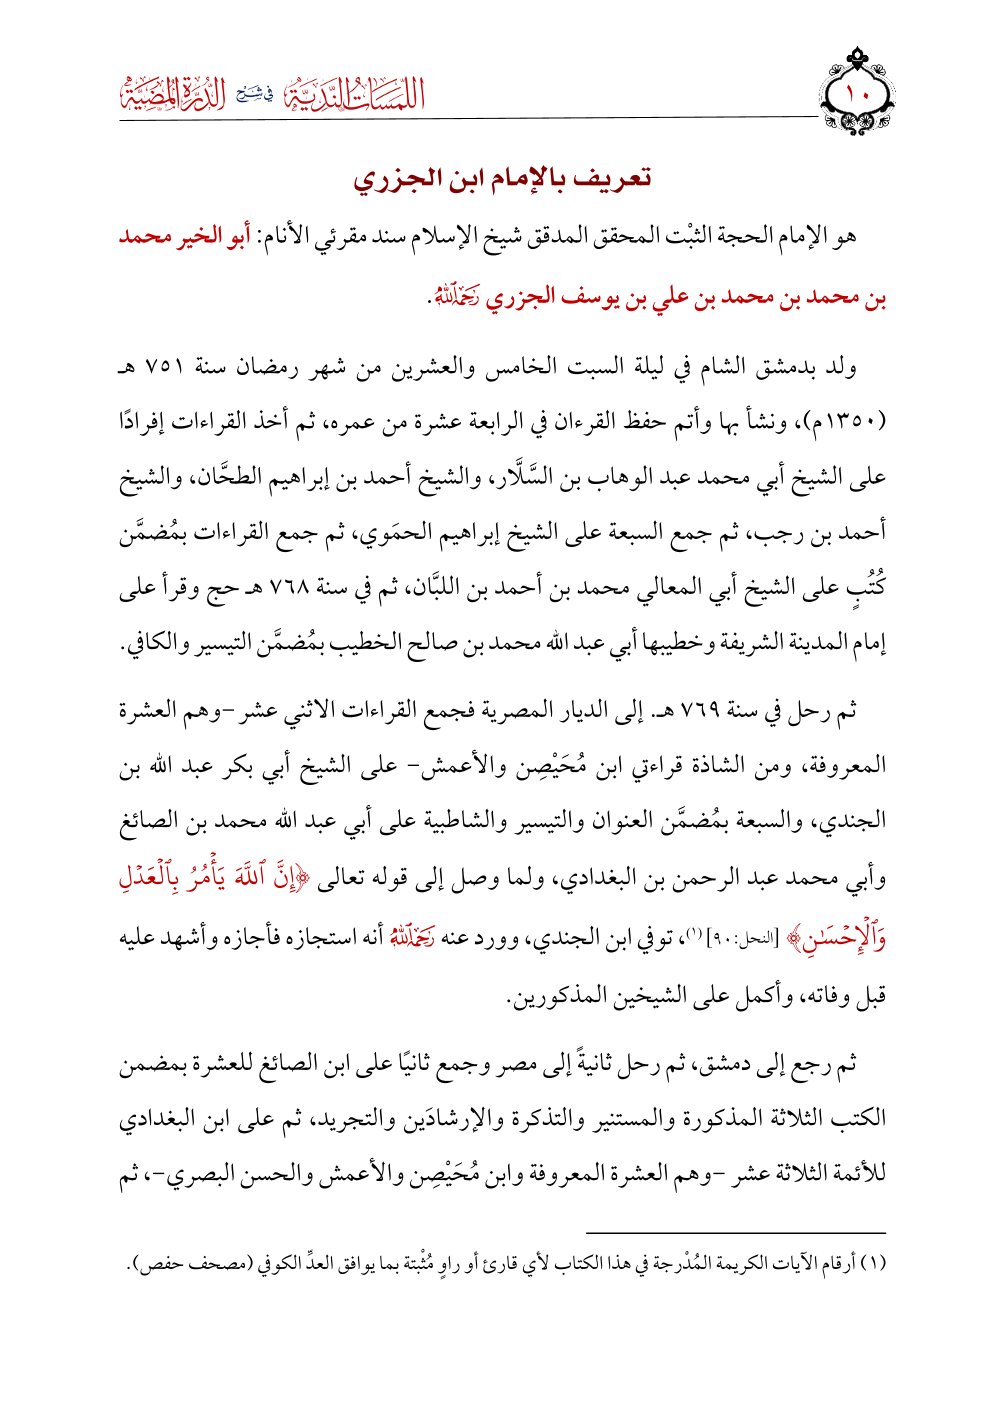 ١٠
اللمسات الندية في شرح الدرة المضية
تعريف بالإمام ابن الجزري
هو الإمام الحجة الثبْت المحقق المدقق شيخ الإسلام سند مقرئي الأنام: أبو الخير محمد
بن محمد بن محمد بن علي بن يوسف الجزري رَحِمَهُ ٱللَّهُ.
ولد بدمشق الشام في ليلة السبت الخامس والعشرين من شهر رمضان سنة ٧٥١ هـ
(١٣٥٠م)، ونشأ بها وأتم حفظ القرءان في الرابعة عشرة من عمره، ثم أخذ القراءات إفرادًا
على الشيخ أبي محمد عبد الوهاب بن السَّلَّار، والشيخ أحمد بن إبراهيم الطحَّان، والشيخ
أحمد بن رجب، ثم جمع السبعة على الشيخ إبراهيم الحمَوي، ثم جمع القراءات بمُضمَّن
كُتُبٍ على الشيخ أبي المعالي محمد بن أحمد بن اللبَّان، ثم في سنة ٧٦٨ هـ حج وقرأ على
إمام المدينة الشريفة وخطيبها أبي عبد الله محمد بن صالح الخطيب بمُضمَّن التيسير والكافي.
ثم رحل في سنة ٧٦٩ هـ. إلى الديار المصرية فجمع القراءات الاثني عشر –وهم العشرة
المعروفة، ومن الشاذة قراءتي ابن مُحَيْصِن والأعمش– على الشيخ أبي بكر عبد الله بن
الجندي، والسبعة بمُضمَّن العنوان والتيسير والشاطبية على أبي عبد الله محمد بن الصائغ
وأبي محمد عبد الرحمن بن البغدادي، ولما وصل إلى قوله تعالى ﴿إِنَّ ٱللَّهَ يَأۡمُرُ بِٱلۡعَدۡلِ
وَٱلۡإِحۡسَٰنِ﴾ [النحل:٩٠] (١)، توفي ابن الجندي، وورد عنه رَحِمَهُ ٱللَّهُ أنه استجازه فأجازه وأشهد عليه
قبل وفاته، وأكمل على الشيخين المذكورين.
ثم رجع إلى دمشق، ثم رحل ثانيةً إلى مصر وجمع ثانيًا على ابن الصائغ للعشرة بمضمن
الكتب الثلاثة المذكورة والمستنير والتذكرة والإرشادَين والتجريد، ثم على ابن البغدادي
للأئمة الثلاثة عشر –وهم العشرة المعروفة وابن مُحَيْصِن والأعمش والحسن البصري–، ثم
(١) أرقام الآيات الكريمة المُدْرجة في هذا الكتاب لأي قارئ أو راوٍ مُثْبتة بما يوافق العدِّ الكوفي (مصحف حفص).